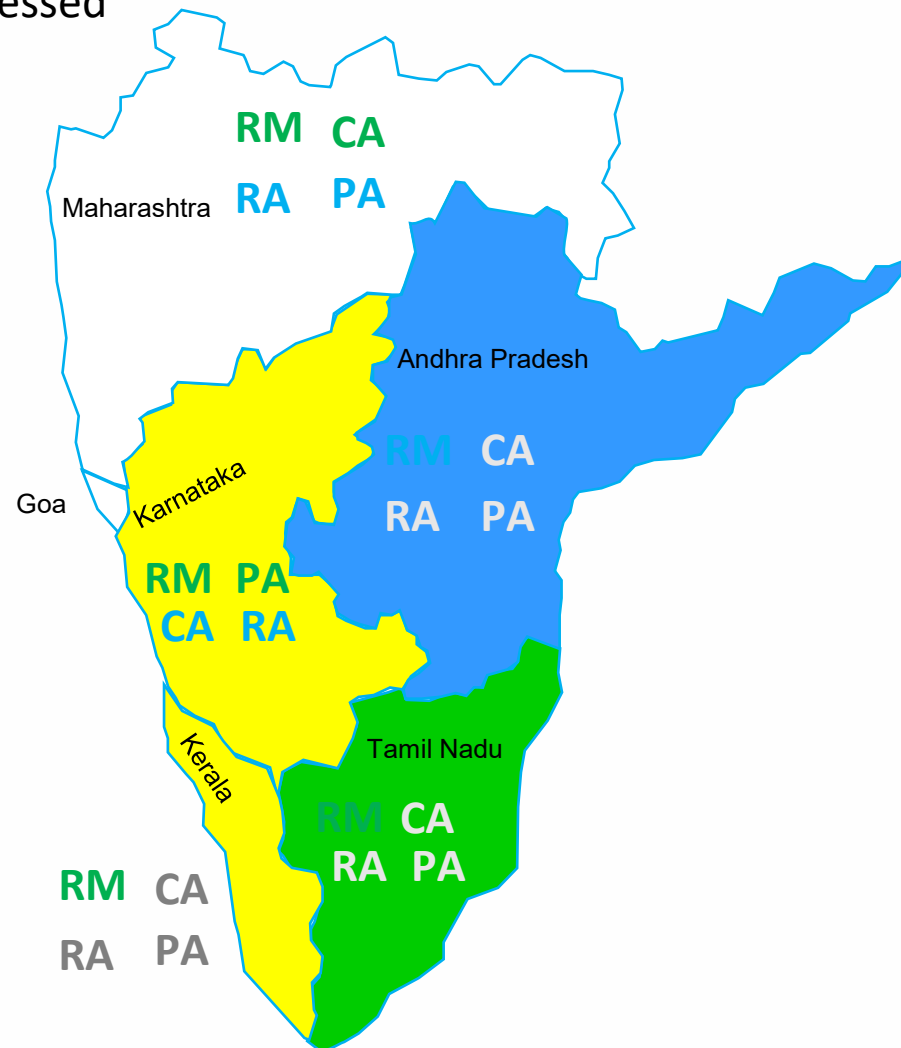 essed
RM CA
Maharashtra RA PA
Andhra Pradesh
RM CA
Karnataka
Goa
RA PA
RM PA
CA RA
Tamil Nadu
Kerala
RM CA
RA PA
RM CA
RA PA